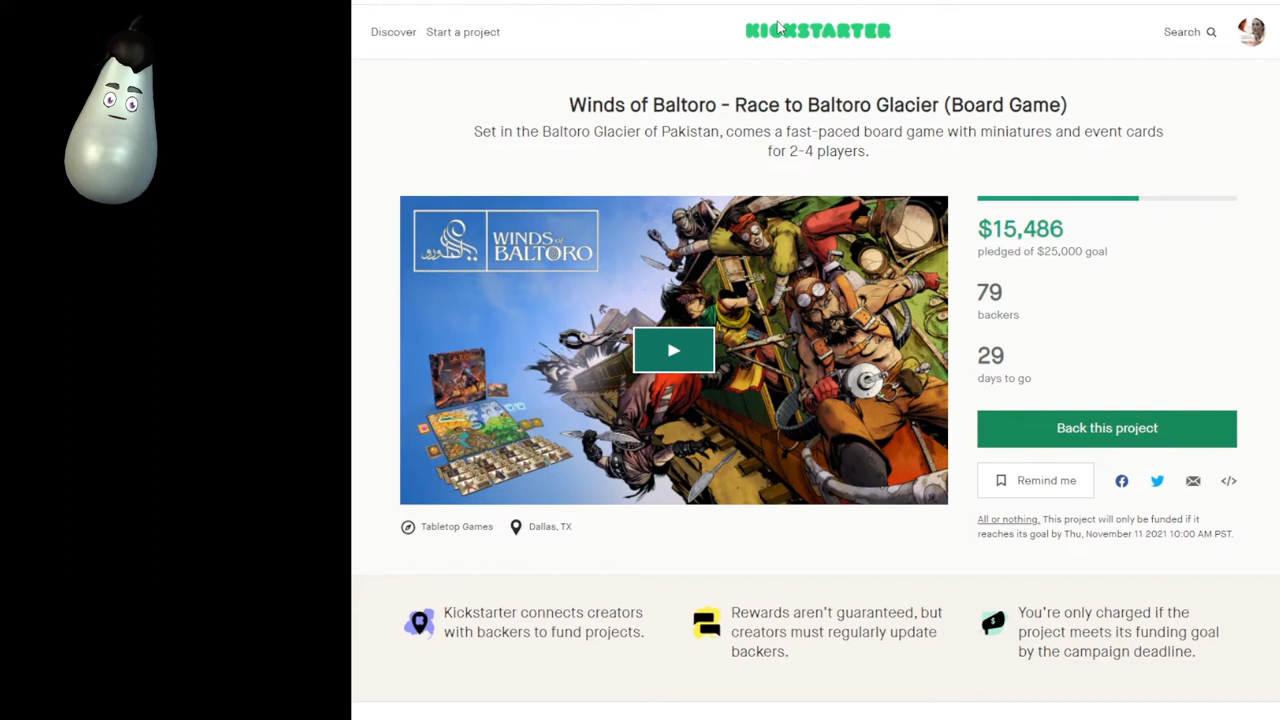 Discover Start a project
KICKSTARTER
Search
Winds of Baltoro - Race to Baltoro Glacier (Board Game)
Set in the Baltoro Glacier of Pakistan, comes a fast-paced board game with miniatures and event cards
for 2-4 players.
WINDS of
BALTORO
$15,486
pledged of $25,000 goal
79
backers
29
days to go
Back this project
Remind me
Tabletop Games
Dallas, TX
All or nothing. This project will only be funded if it
reaches its goal by Thu, November 11 2021 10:00 AM PST.
Kickstarter connects creators
with backers to fund projects.
Rewards aren't guaranteed, but
creators must regularly update
backers.
You're only charged if the
project meets its funding goal
by the campaign deadline.